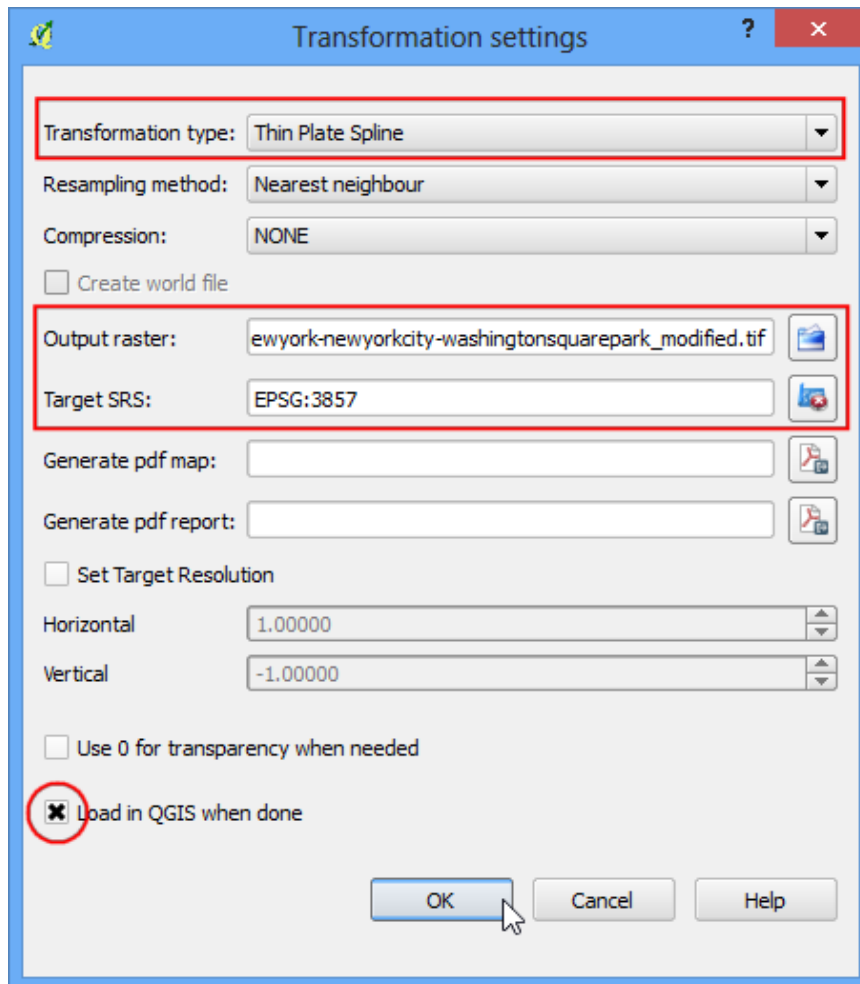 Transformation settings
?
Transformation type: Thin Plate Spline
Resampling method: Nearest neighbour
Compression: NONE
Create world file
Output raster: ewyork-newyorkcity-washingtonsquarepark_modified.tif
Target SRS: EPSG:3857
Generate pdf map:
Generate pdf report:
Set Target Resolution
Horizontal 1.00000
Vertical -1.00000
Use 0 for transparency when needed
Load in QGIS when done
OK Cancel Help